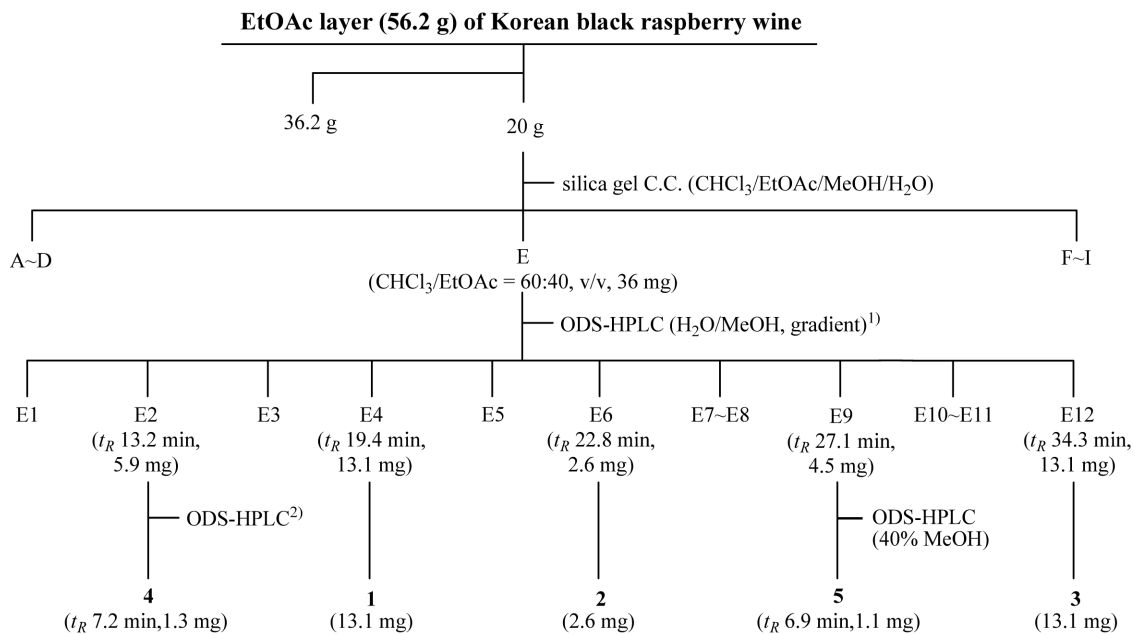 EtOAc layer (56.2 g) of Korean black raspberry wine
36.2 g
20 g
silica gel C.C. (CHCl3/EtOAc/MeOH/H2O)
A~D
E
F~I
(CHCl3/EtOAc = 60:40, v/v, 36 mg)
ODS-HPLC (H2O/MeOH, gradient)1)
E1
E2
E3
E4
E5
E6
E7~E8
E9
E10~E11
E12
(tR 13.2 min,
5.9 mg)
(tR 19.4 min,
13.1 mg)
(tR 22.8 min,
2.6 mg)
(tR 27.1 min,
4.5 mg)
(tR 34.3 min,
13.1 mg)
ODS-HPLC2)
ODS-HPLC
(40% MeOH)
4
1
2
5
3
(tR 7.2 min,1.3 mg)
(13.1 mg)
(2.6 mg)
(tR 6.9 min,1.1 mg)
(13.1 mg)